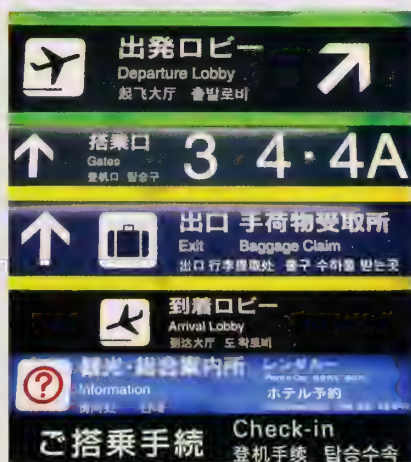 出発ロビー
Departure Lobby
起飞大厅 출발로비
搭乗口 3・4・4A
Gates
登机口 탑승구
出口 手荷物受取所
Exit Baggage Claim
出口 行李提取处 출구 수하물 받는곳
到着ロビー
Arrival Lobby
到达大厅 도착로비
観光・総合案内所 レンタカー
Information
ホテル予約
ご搭乗手続 Check-in
登机手续 탑승수속